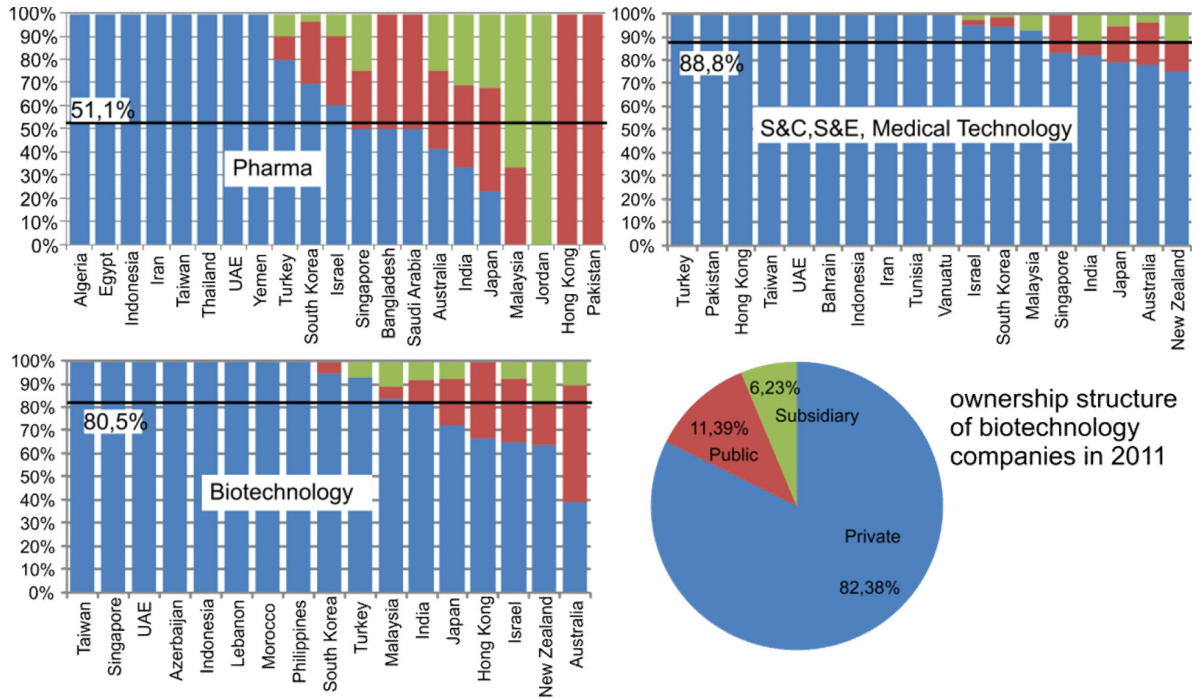 100%
90%
80%
70%
60%
50%
40%
30%
20%
10%
0%
51,1%
Pharma
Algeria
Egypt
Indonesia
Iran
Taiwan
Thailand
UAE
Yemen
Turkey
South Korea
Israel
Singapore
Bangladesh
Saudi Arabia
Australia
India
Japan
Malaysia
Jordan
Hong Kong
Pakistan
100%
90%
80%
70%
60%
50%
40%
30%
20%
10%
0%
88,8%
S&C,S&E, Medical Technology
Turkey
Pakistan
Hong Kong
Taiwan
UAE
Bahrain
Indonesia
Iran
Tunisia
Vanuatu
Israel
South Korea
Malaysia
Singapore
India
Japan
Australia
New Zealand
100%
90%
80%
70%
60%
50%
40%
30%
20%
10%
0%
80,5%
Biotechnology
Taiwan
Singapore
UAE
Azerbaijan
Indonesia
Lebanon
Morocco
Philippines
South Korea
Turkey
Malaysia
India
Japan
Hong Kong
Israel
New Zealand
Australia
6,23%
Subsidiary
11,39%
Public
Private
82,38%
ownership structure
of biotechnology
companies in 2011